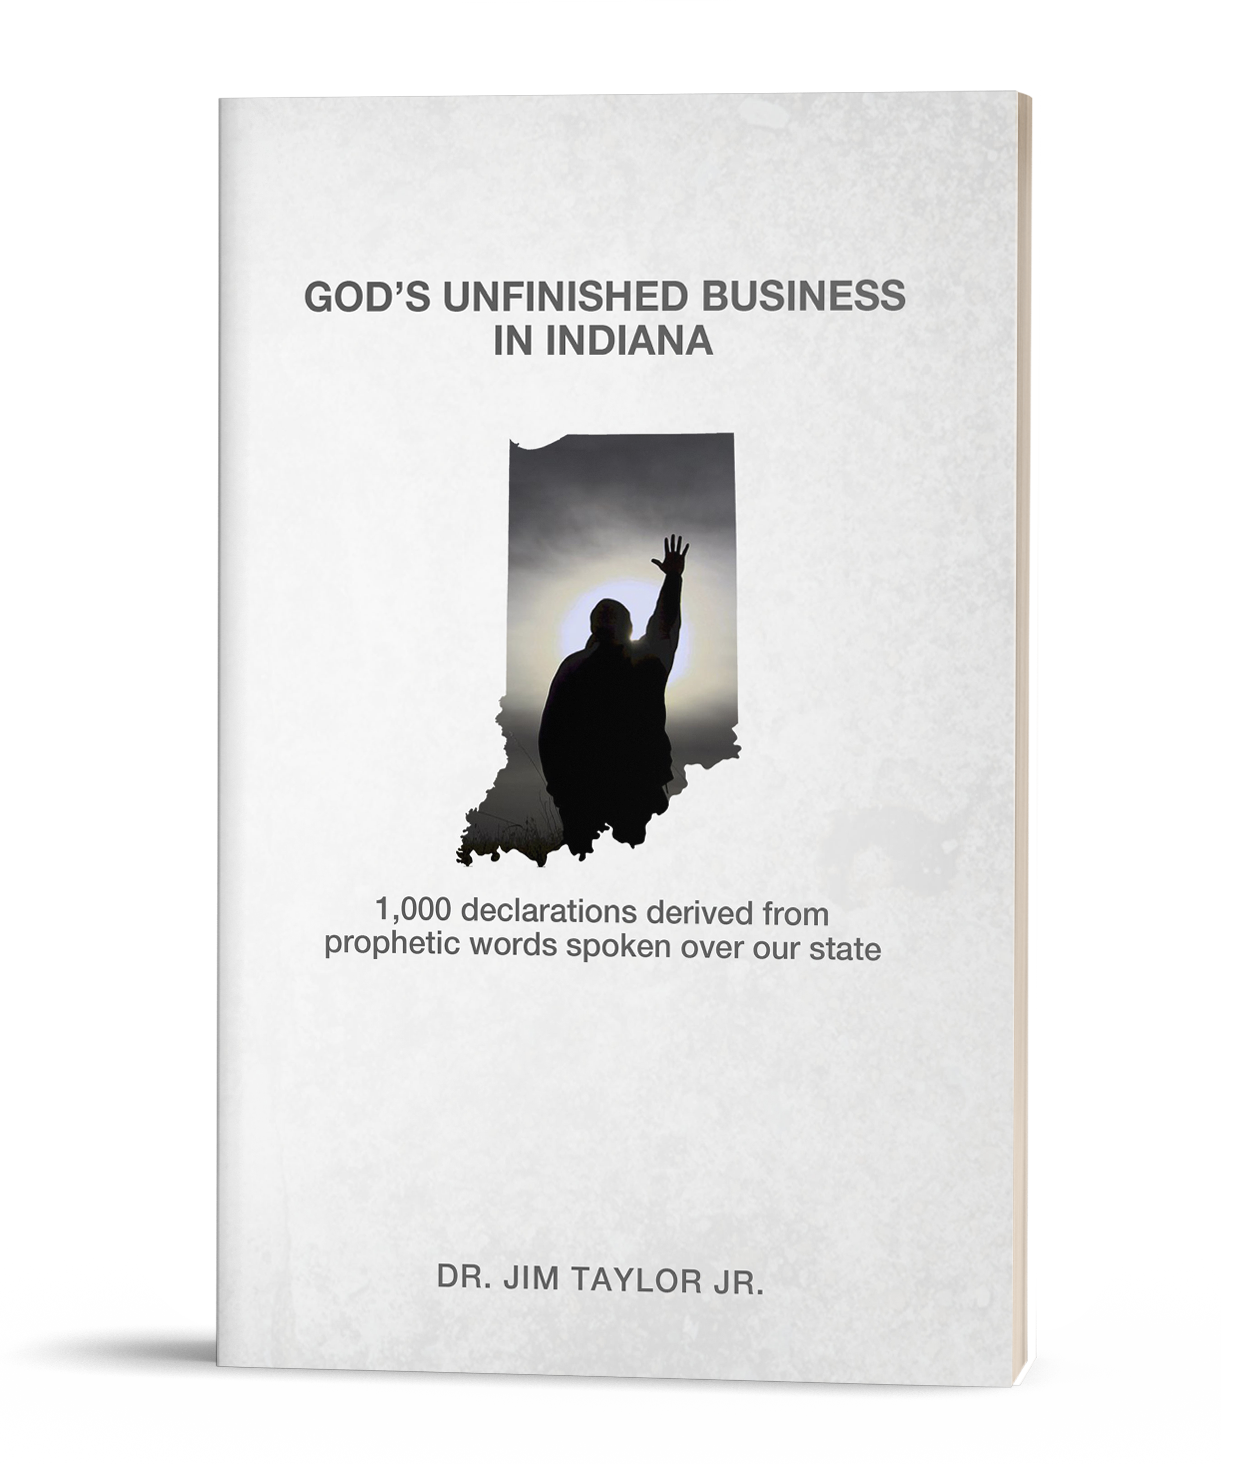 GOD’S UNFINISHED BUSINESS
IN INDIANA
1,000 declarations derived from
prophetic words spoken over our state
DR. JIM TAYLOR JR.